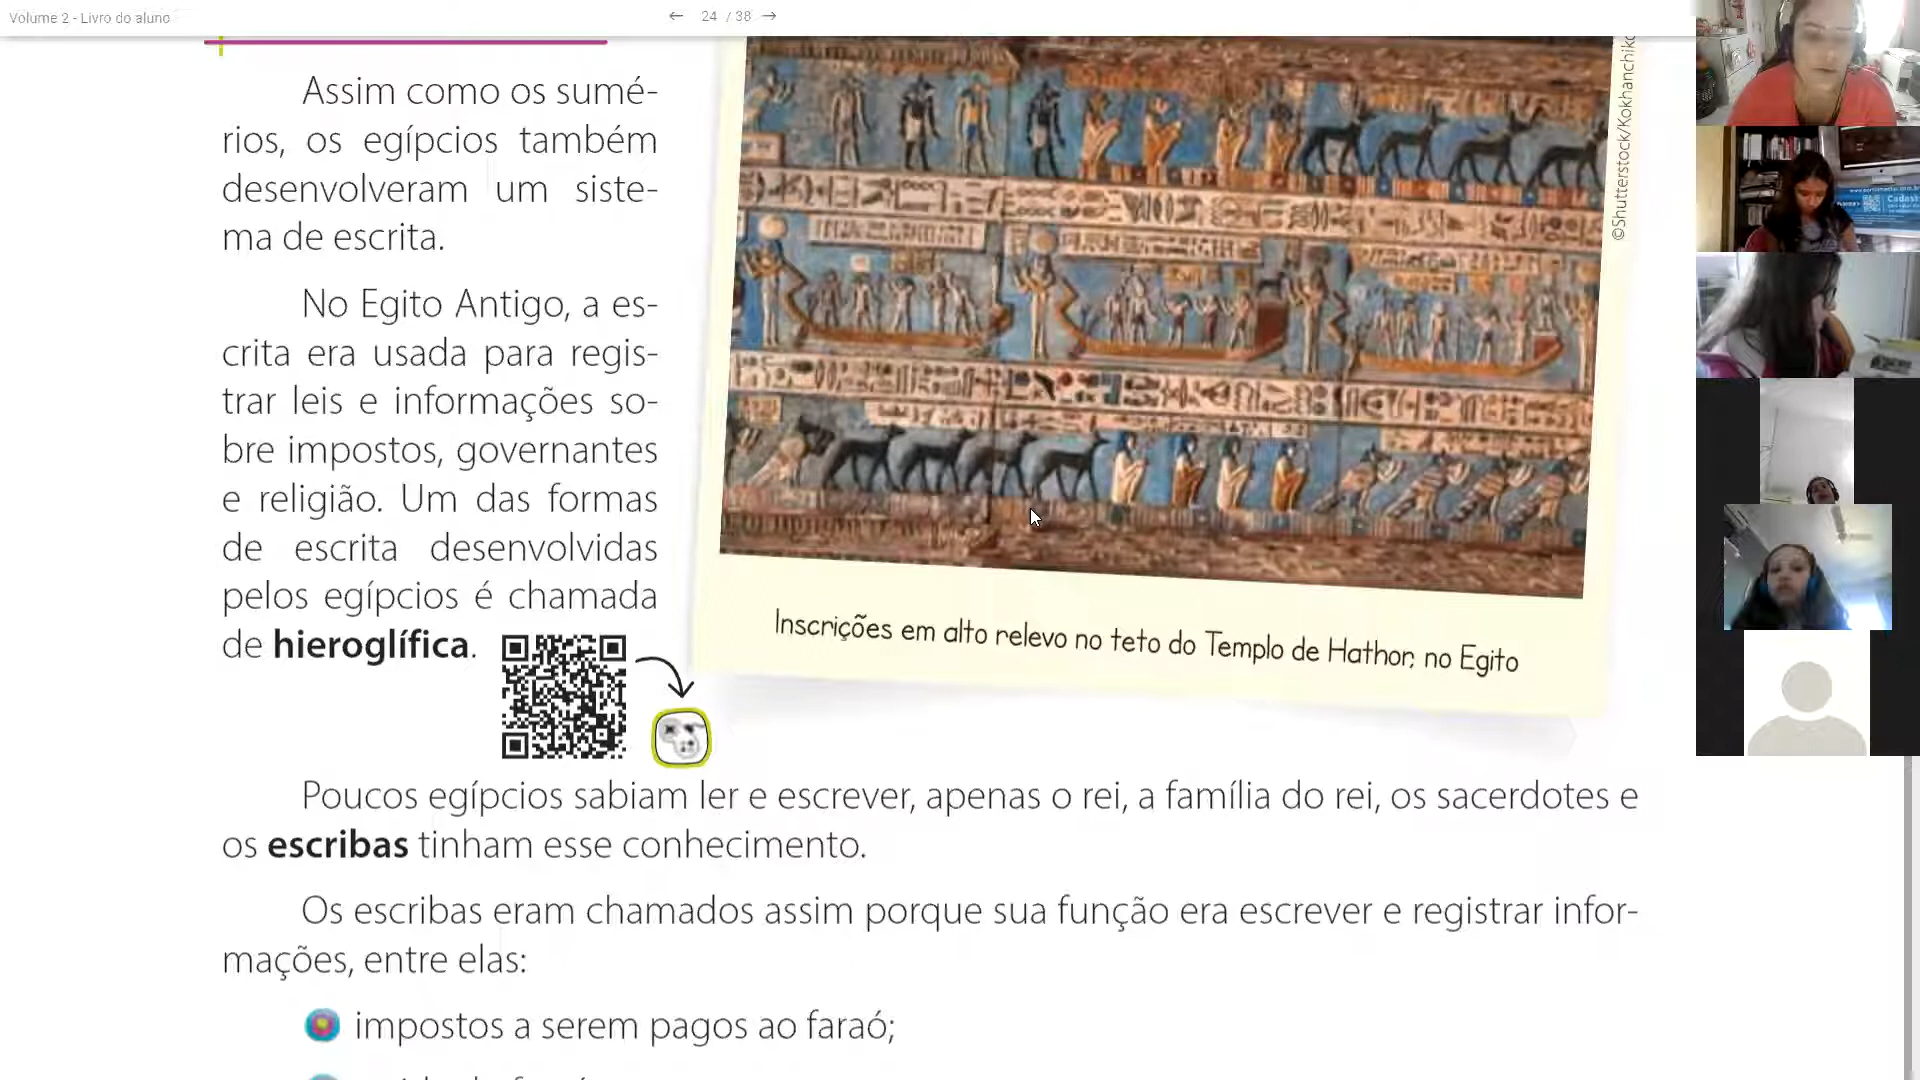 Volume 2 - Livro do aluno
← 24 / 38 →
Assim como os sumé-
rios, os egípcios também
desenvolveram um siste-
ma de escrita.
No Egito Antigo, a es-
crita era usada para regis-
trar leis e informações so-
bre impostos, governantes
e religião. Um das formas
de escrita desenvolvidas
pelos egípcios é chamada
de hieroglífica.
©Shutterstock/Kokhanchik
Inscrições em alto relevo no teto do Templo de Hathor, no Egito
Poucos egípcios sabiam ler e escrever, apenas o rei, a família do rei, os sacerdotes e
os escribas tinham esse conhecimento.
Os escribas eram chamados assim porque sua função era escrever e registrar infor-
mações, entre elas:
impostos a serem pagos ao faraó;